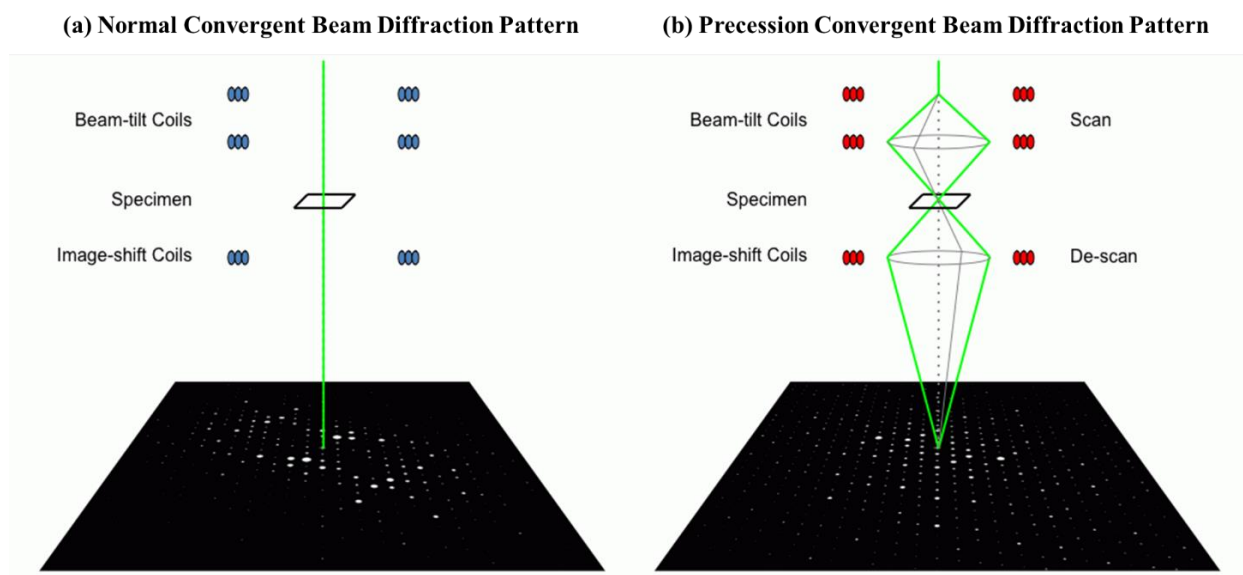 (a) Normal Convergent Beam Diffraction Pattern
Beam-tilt Coils
Specimen
Image-shift Coils
(b) Precession Convergent Beam Diffraction Pattern
Beam-tilt Coils
Scan
Specimen
Image-shift Coils
De-scan